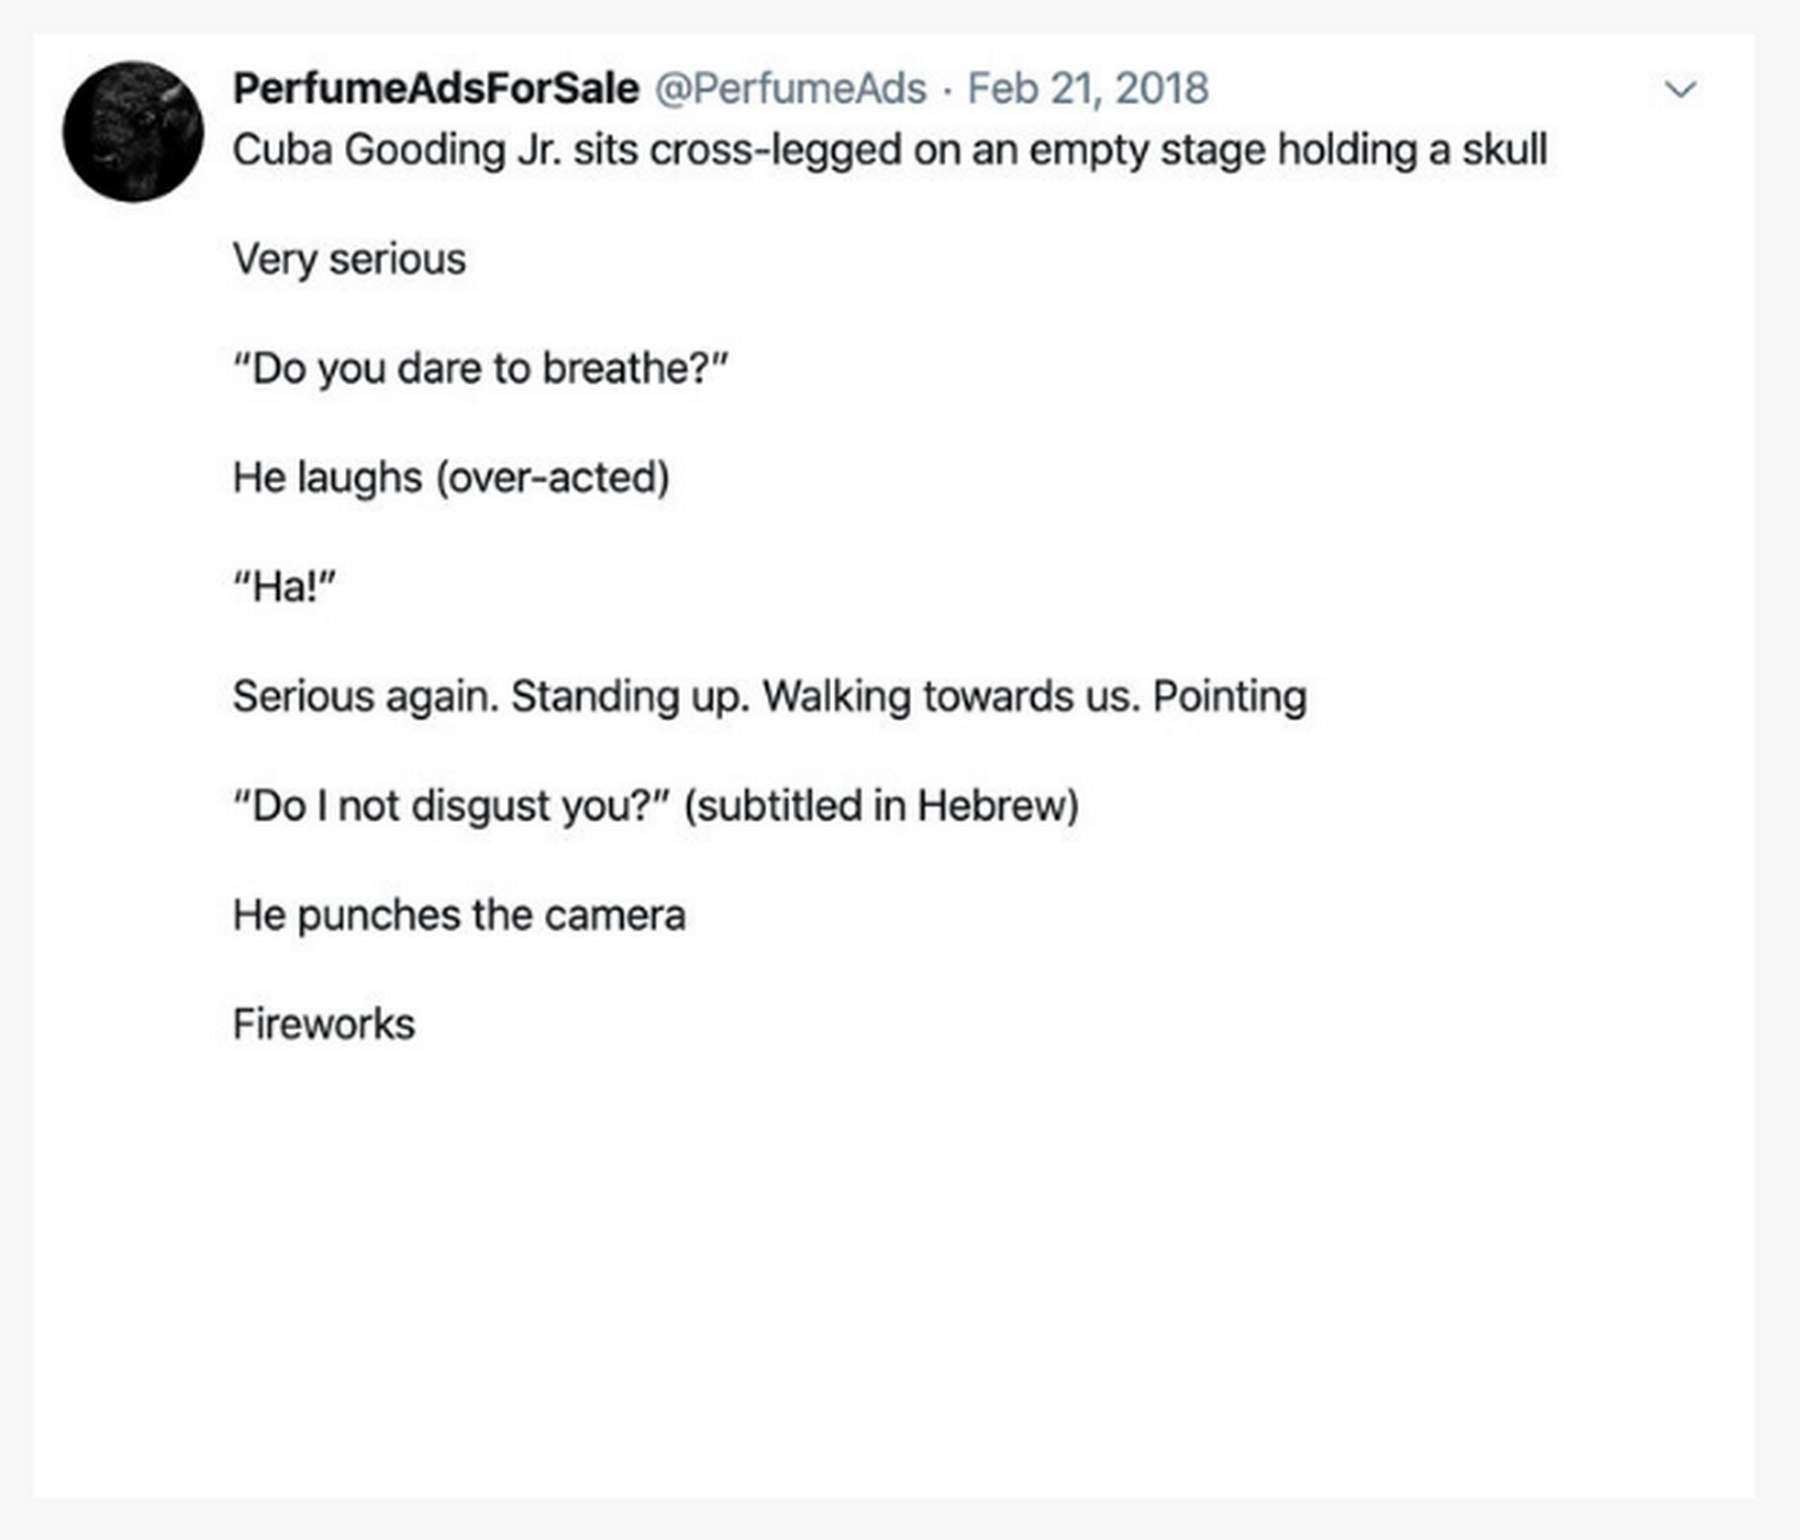 PerfumeAdsForSale @PerfumeAds · Feb 21, 2018
Cuba Gooding Jr. sits cross-legged on an empty stage holding a skull
Very serious
“Do you dare to breathe?”
He laughs (over-acted)
“Ha!”
Serious again. Standing up. Walking towards us. Pointing
“Do I not disgust you?” (subtitled in Hebrew)
He punches the camera
Fireworks